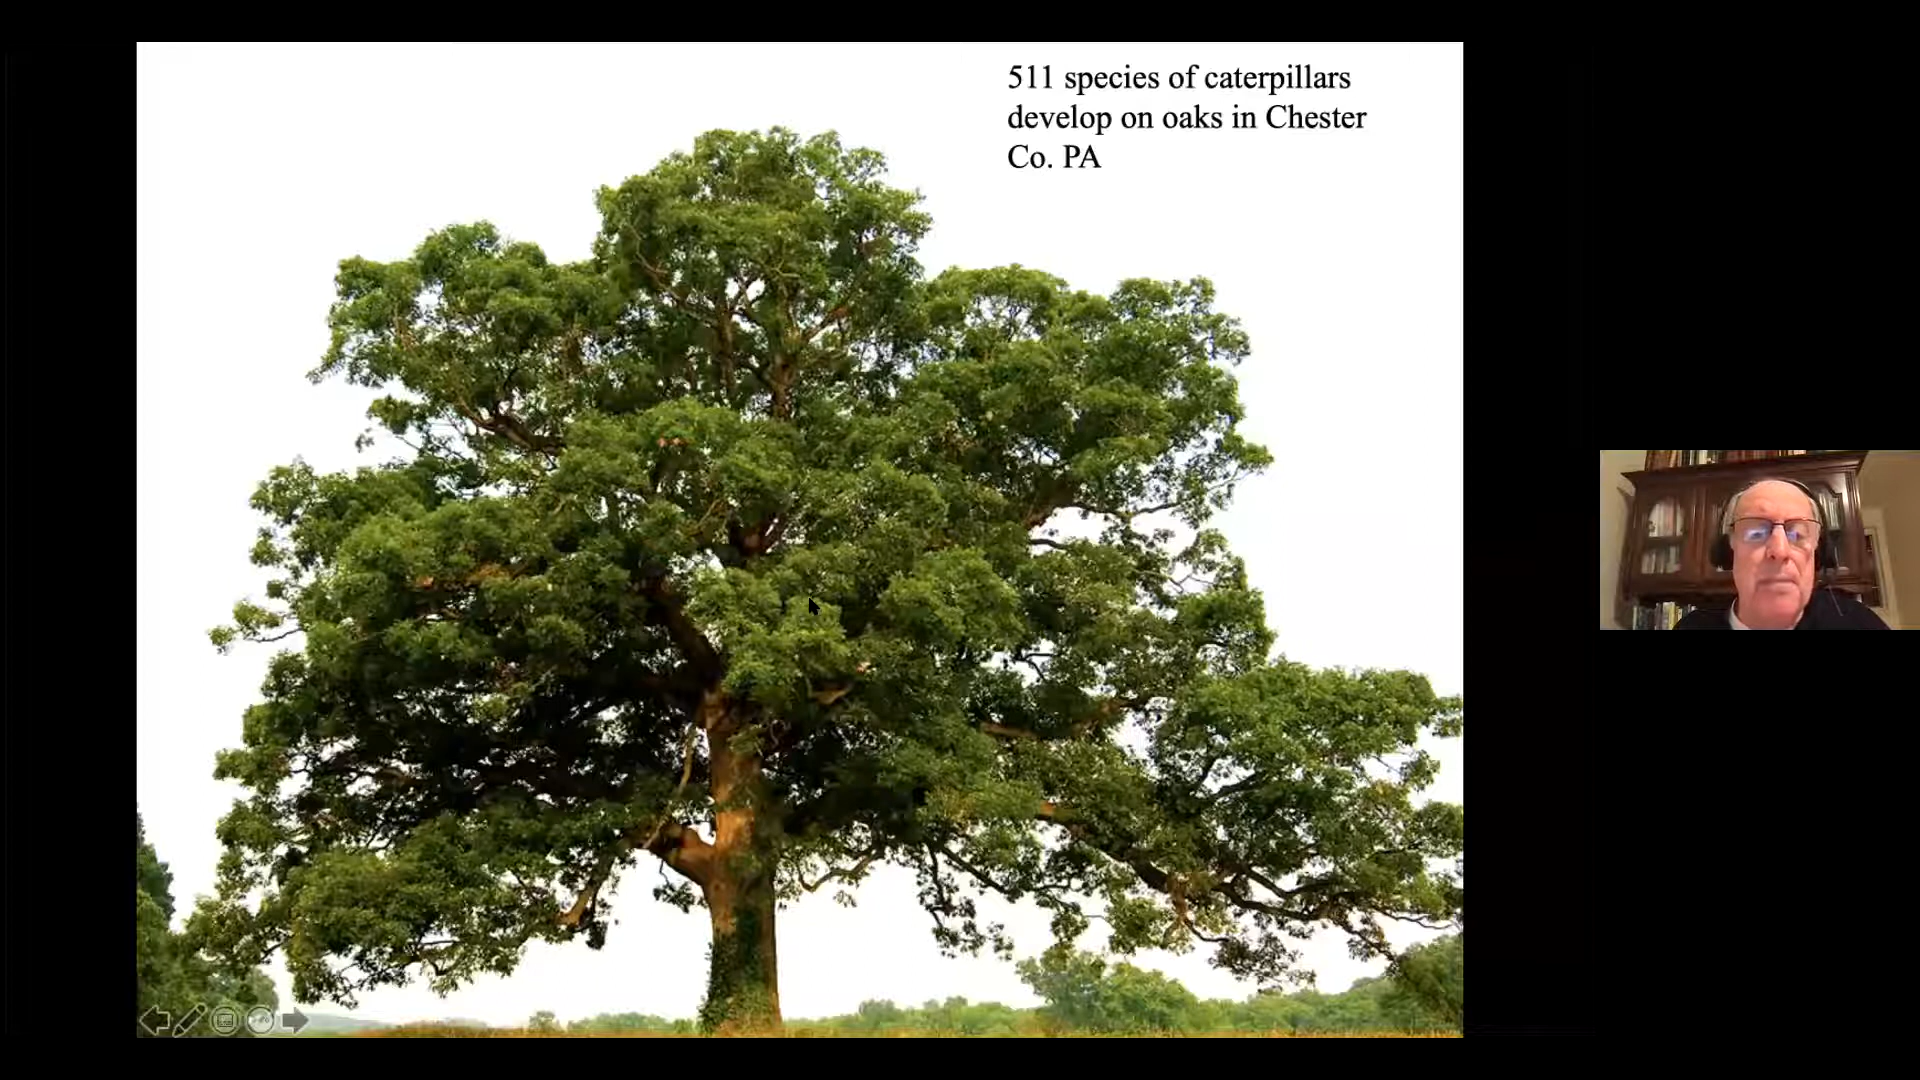 511 species of caterpillars
develop on oaks in Chester
Co. PA